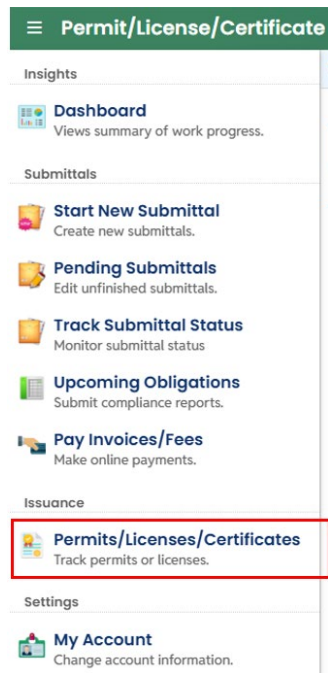 Permit/License/Certificate
Insights
Dashboard
Views summary of work progress.
Submittals
Start New Submittal
Create new submittals.
Pending Submittals
Edit unfinished submittals.
Track Submittal Status
Monitor submittal status
Upcoming Obligations
Submit compliance reports.
Pay Invoices/Fees
Make online payments.
Issuance
Permits/Licenses/Certificates
Track permits or licenses.
Settings
My Account
Change account information.